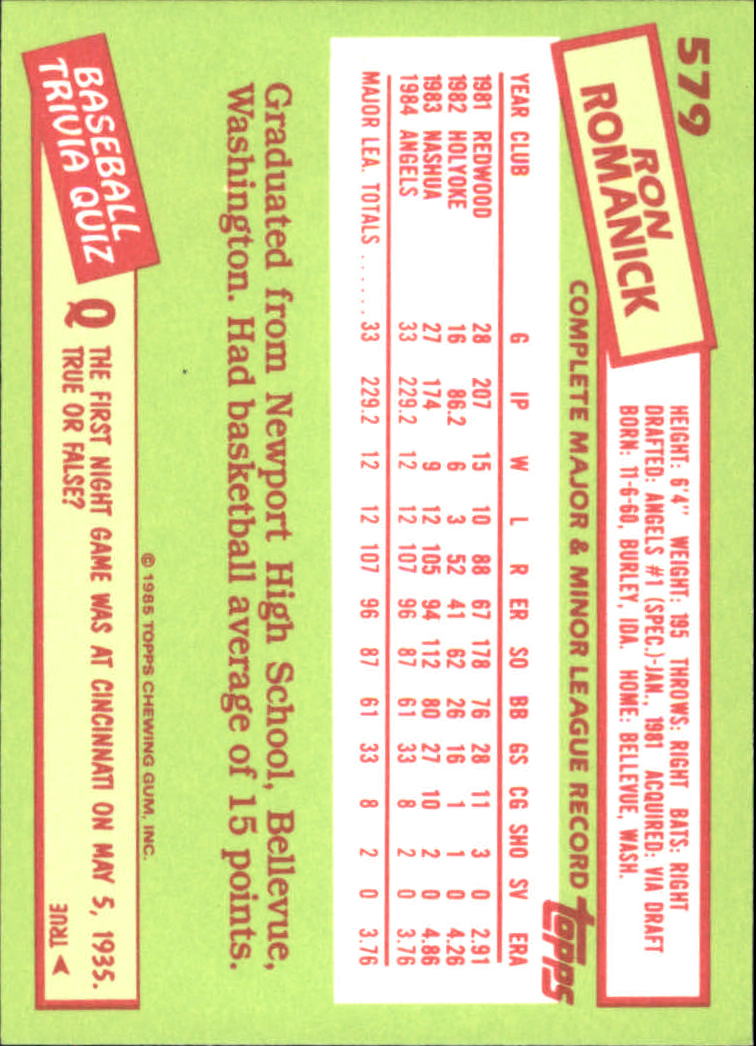 579
RON
ROMANICK
HEIGHT: 6'4" WEIGHT: 195 THROWS: RIGHT BATS: RIGHT
DRAFTED: ANGELS #1 (SPEC.)-JAN., 1981 ACQUIRED: VIA DRAFT
BORN: 11-6-60, BURLEY, IDA. HOME: BELLEVUE, WASH.
COMPLETE MAJOR & MINOR LEAGUE RECORD topps
YEAR CLUB G IP W L R ER SO BB GS CG SHO SV ERA
1981 REDWOOD 28 207 15 10 88 67 178 76 28 11 3 0 2.91
1982 HOLYOKE 16 86.2 6 3 52 41 62 26 16 1 1 0 4.26
1983 NASHUA 27 174 9 12 105 94 112 80 27 10 2 0 4.86
1984 ANGELS 33 229.2 12 12 107 96 87 61 33 8 2 0 3.76
MAJOR LEA. TOTALS ...... 33 229.2 12 12 107 96 87 61 33 8 2 0 3.76
Graduated from Newport High School, Bellevue,
Washington. Had basketball average of 15 points.
© 1985 TOPPS CHEWING GUM, INC.
BASEBALL
TRIVIA QUIZ
Q THE FIRST NIGHT GAME WAS AT CINCINNATI ON MAY 5, 1935.
TRUE OR FALSE?
TRUE